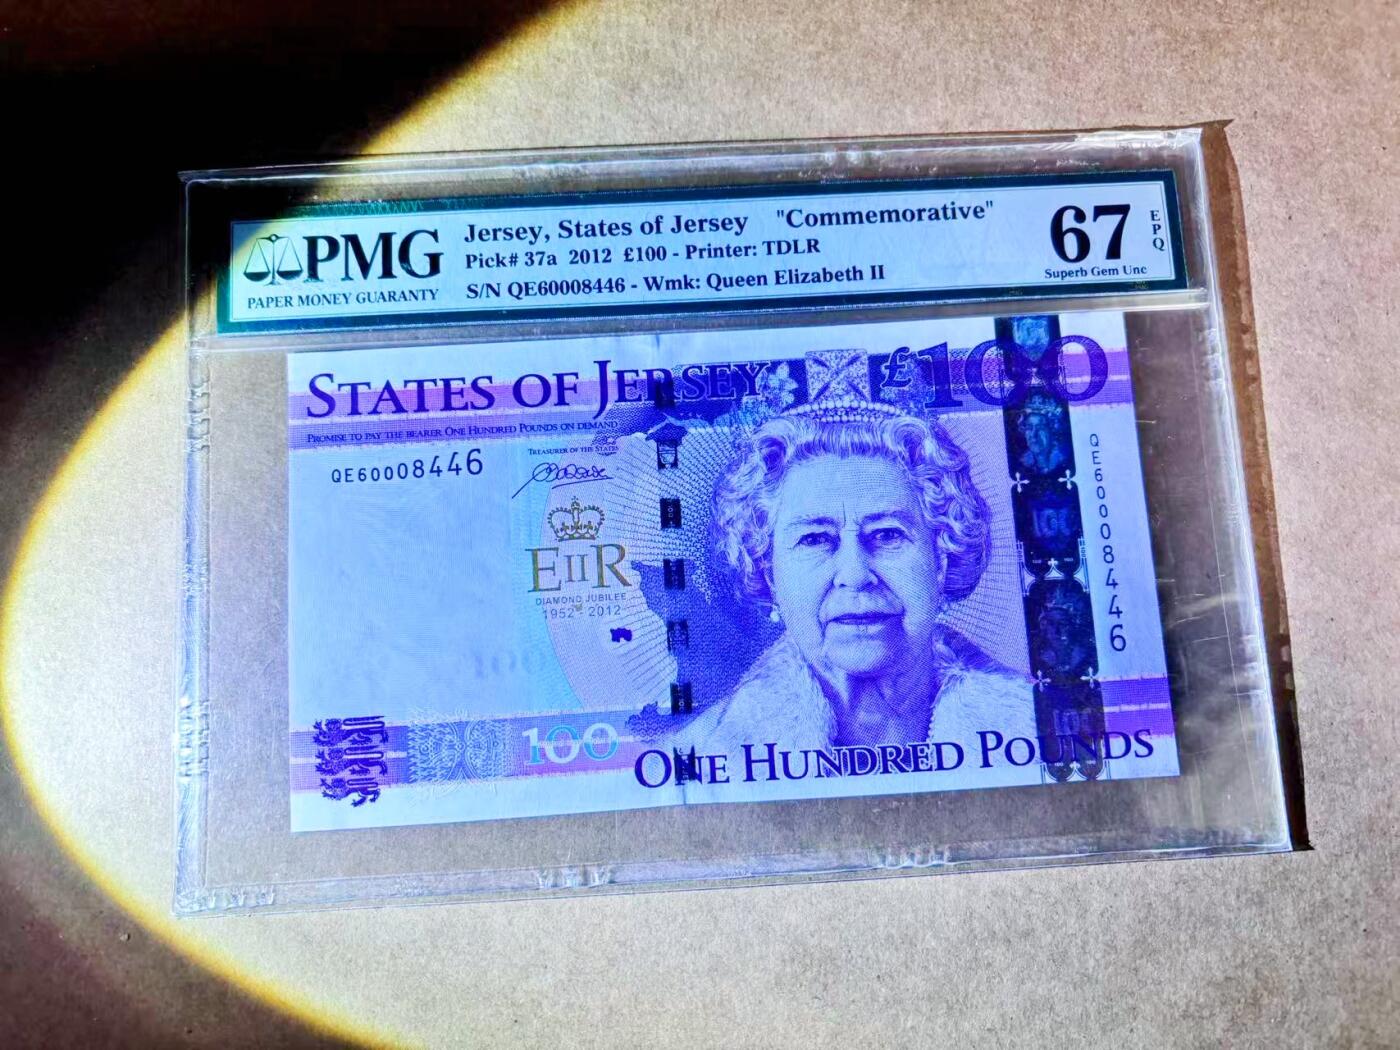 PMG
PAPER MONEY GUARANTY
Jersey, States of Jersey "Commemorative"
Pick# 37a 2012 £100 - Printer: TDLR
S/N QE60008446 - Wmk: Queen Elizabeth II
67 EPQ
Superb Gem Unc
STATES OF JERSEY £100
PROMISE TO PAY THE BEARER ONE HUNDRED POUNDS ON DEMAND
TREASURER OF THE STATES
QE60008446
EIIR
DIAMOND JUBILEE
1952 - 2012
QE60008446
100
100
ONE HUNDRED POUNDS